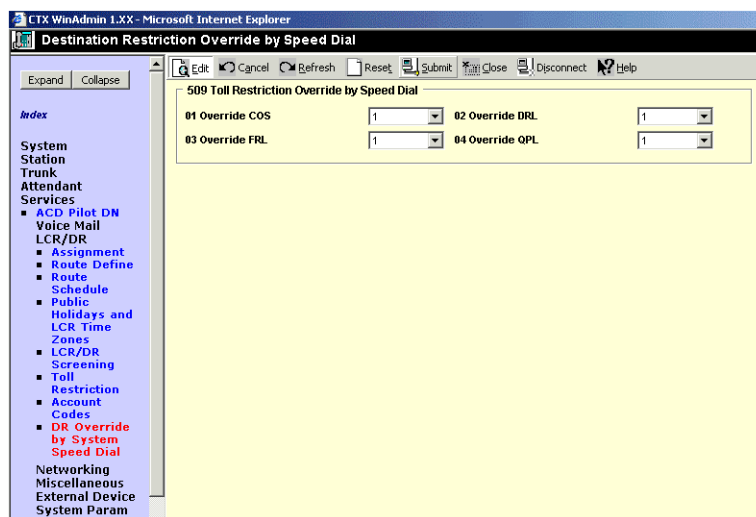 CTX WinAdmin 1.XX - Microsoft Internet Explorer
Destination Restriction Override by Speed Dial
Expand Collapse
Edit Cancel Refresh Reset Submit Close Disconnect Help
Index
System
Station
Trunk
Attendant
Services
ACD Pilot DN
Voice Mail
LCR/DR
Assignment
Route Define
Route
Schedule
Public
Holidays and
LCR Time
Zones
LCR/DR
Screening
Toll
Restriction
Account
Codes
DR Override
by System
Speed Dial
Networking
Miscellaneous
External Device
System Param
509 Toll Restriction Override by Speed Dial
01 Override COS 1 02 Override DRL 1
03 Override FRL 1 04 Override QPL 1